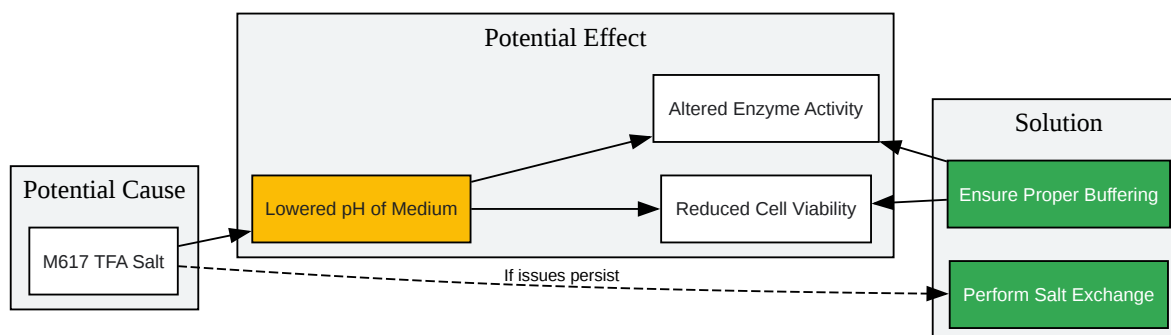 Potential Cause
M617 TFA Salt
Potential Effect
Lowered pH of Medium
Altered Enzyme Activity
Reduced Cell Viability
If issues persist
Solution
Ensure Proper Buffering
Perform Salt Exchange